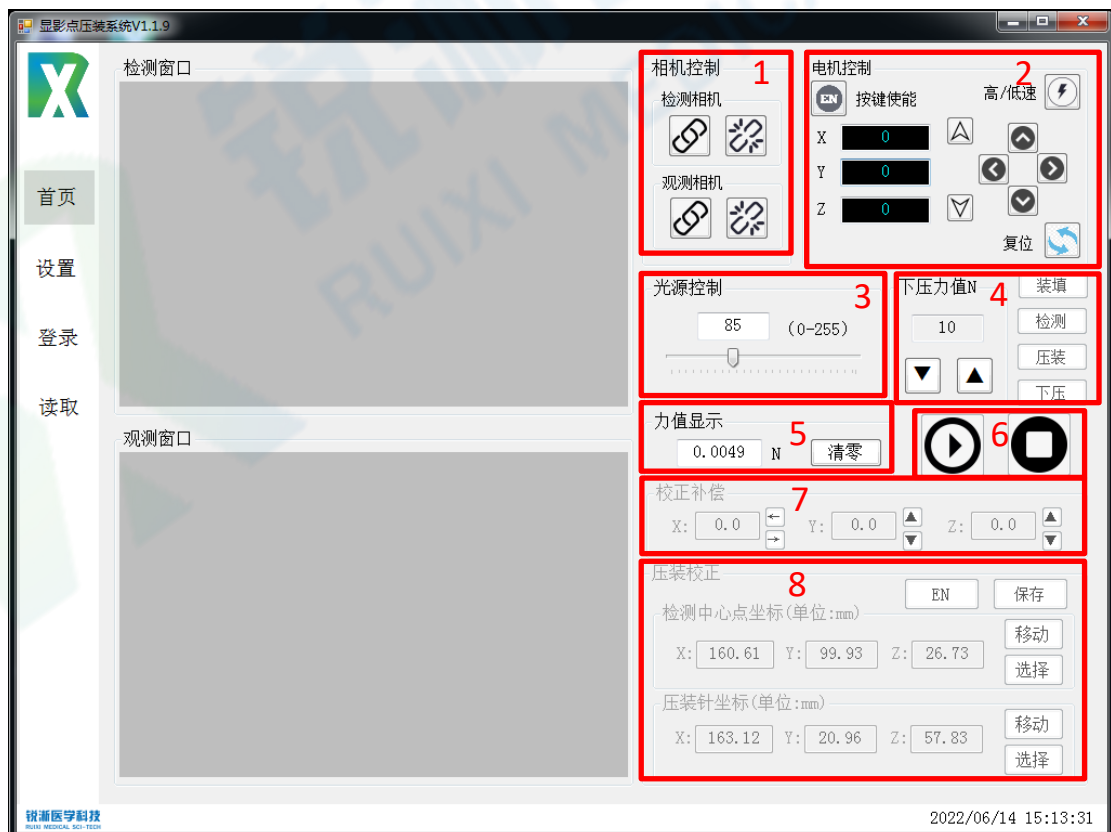 显影点压装系统V1.1.9
首页
设置
登录
读取
锐浙医学科技
RUIXI MEDICAL SCI-TECH
检测窗口
观测窗口
相机控制 1
检测相机
观测相机
电机控制 2
EN 按键使能 高/低速
X 0
Y 0
Z 0
复位
光源控制 3
85 (0-255)
下压力值N 4
10
装填
检测
压装
下压
力值显示 5
0.0049 N 清零
6
校正补偿 7
X: 0.0 ← → Y: 0.0 ▲ ▼ Z: 0.0 ▲ ▼
压装校正 8
EN 保存
检测中心点坐标(单位:mm)
X: 160.61 Y: 99.93 Z: 26.73
移动
选择
压装针坐标(单位:mm)
X: 163.12 Y: 20.96 Z: 57.83
移动
选择
2022/06/14 15:13:31
RUIXI MEDI